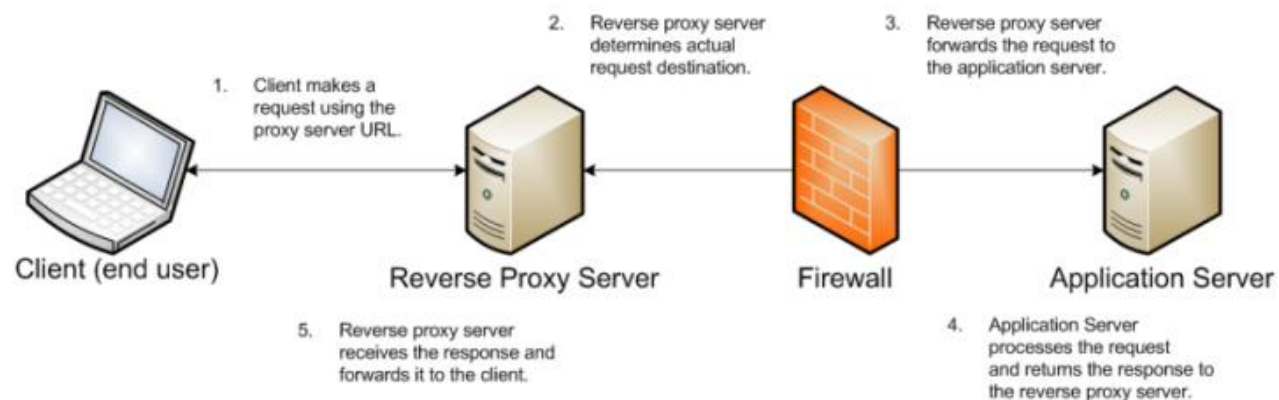 1. Client makes a
request using the
proxy server URL.
2. Reverse proxy server
determines actual
request destination.
3. Reverse proxy server
forwards the request to
the application server.
Client (end user)
Reverse Proxy Server
Firewall
Application Server
5. Reverse proxy server
receives the response and
forwards it to the client.
4. Application Server
processes the request
and returns the response to
the reverse proxy server.